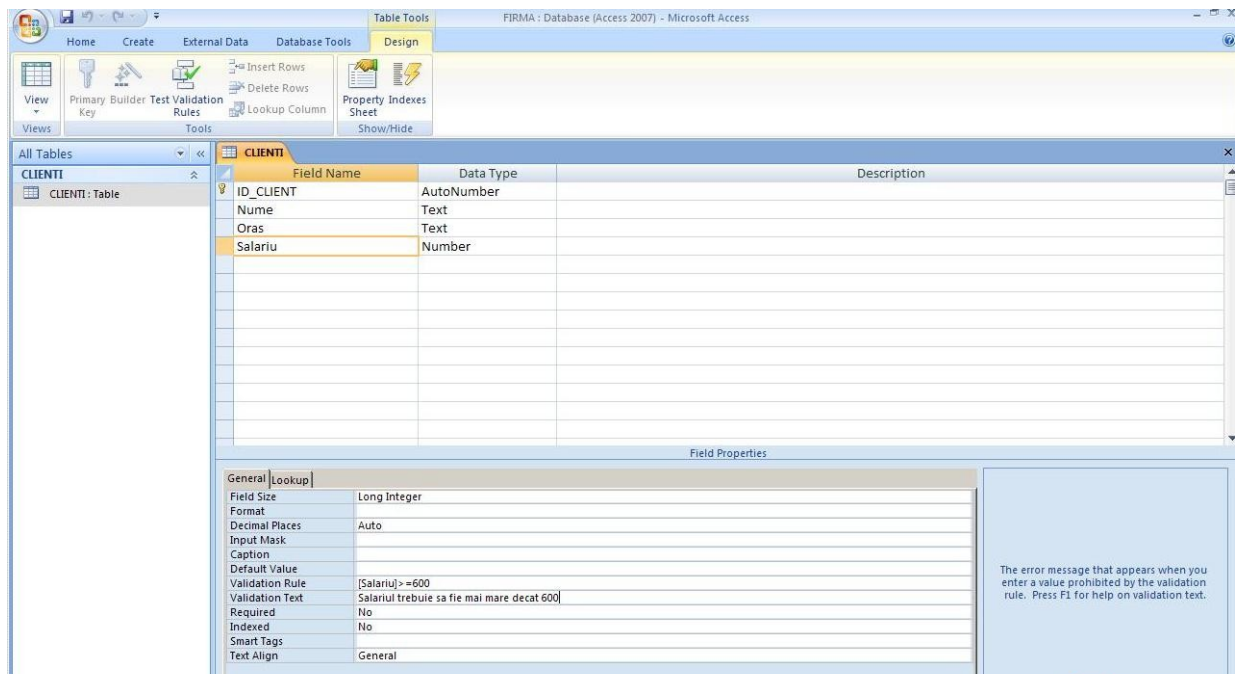 Table Tools
FIRMA : Database (Access 2007) - Microsoft Access
Home Create External Data Database Tools Design
View
Primary Key
Builder
Test Validation Rules
Insert Rows
Delete Rows
Lookup Column
Property Sheet
Indexes
Views
Tools
Show/Hide
All Tables
CLIENTI
CLIENTI : Table
CLIENTI
Field Name Data Type Description
ID_CLIENT AutoNumber
Nume Text
Oras Text
Salariu Number
Field Properties
General Lookup
Field Size Long Integer
Format
Decimal Places Auto
Input Mask
Caption
Default Value
Validation Rule [Salariu]>=600
Validation Text Salariul trebuie sa fie mai mare decat 600
Required No
Indexed No
Smart Tags
Text Align General
The error message that appears when you
enter a value prohibited by the validation
rule. Press F1 for help on validation text.